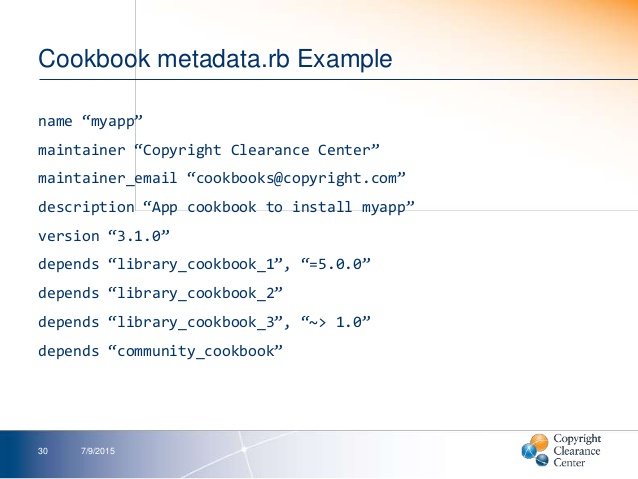 Cookbook metadata.rb Example
name “myapp”
maintainer “Copyright Clearance Center”
maintainer_email “cookbooks@copyright.com”
description “App cookbook to install myapp”
version “3.1.0”
depends “library_cookbook_1”, “=5.0.0”
depends “library_cookbook_2”
depends “library_cookbook_3”, “~> 1.0”
depends “community_cookbook”
30 7/9/2015
Copyright
Clearance
Center